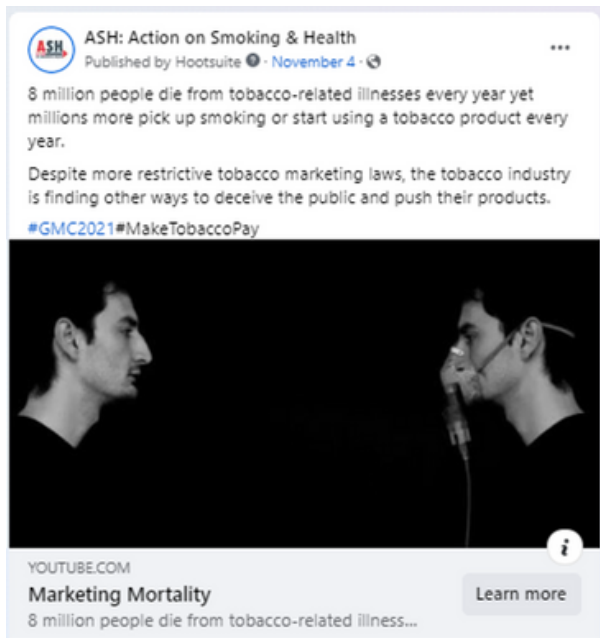 ASH: Action on Smoking & Health
ASH.
Published by Hootsuite · November 4 ·
8 million people die from tobacco-related illnesses every year yet
millions more pick up smoking or start using a tobacco product every
year.
Despite more restrictive tobacco marketing laws, the tobacco industry
is finding other ways to deceive the public and push their products.
#GMC2021#MakeTobaccoPay
i
YOUTUBE.COM
Marketing Mortality
Learn more
8 million people die from tobacco-related illness...